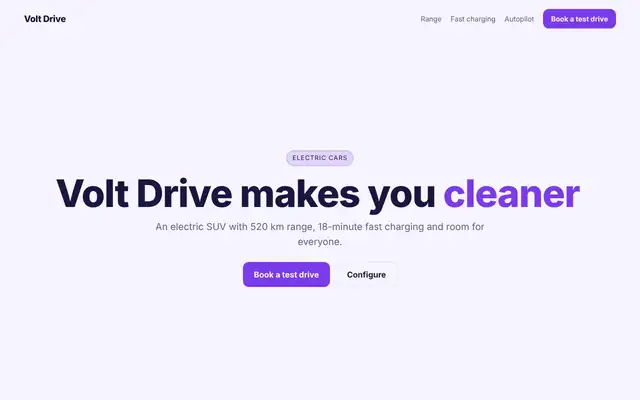 Volt Drive
Range
Fast charging
Autopilot
Book a test drive
ELECTRIC CARS
Volt Drive makes you cleaner
An electric SUV with 520 km range, 18-minute fast charging and room for
everyone.
Book a test drive
Configure